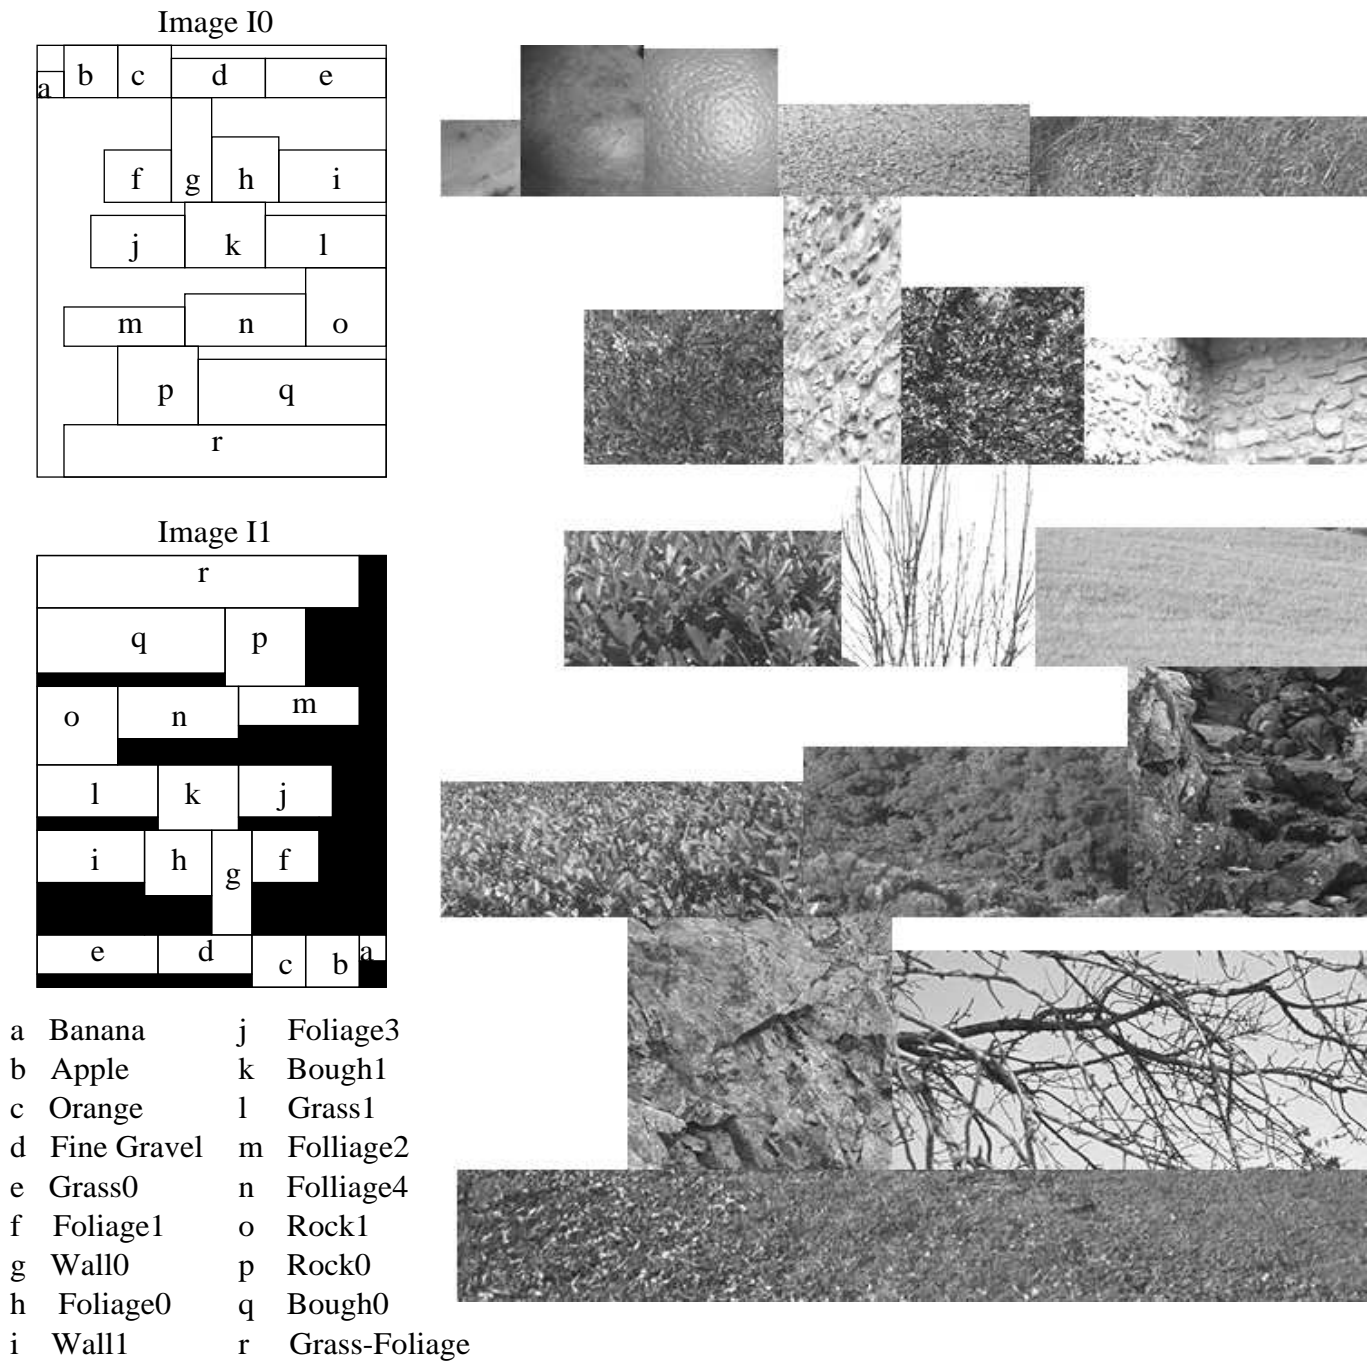 Image I0
a b c d e
f g h i
j k l
m n o
p q
r
Image I1
r
q p
o n m
l k j
i h g f
e d c b a
a Banana j Foliage3
b Apple k Bough1
c Orange l Grass1
d Fine Gravel m Folliage2
e Grass0 n Folliage4
f Foliage1 o Rock1
g Wall0 p Rock0
h Foliage0 q Bough0
i Wall1 r Grass-Foliage